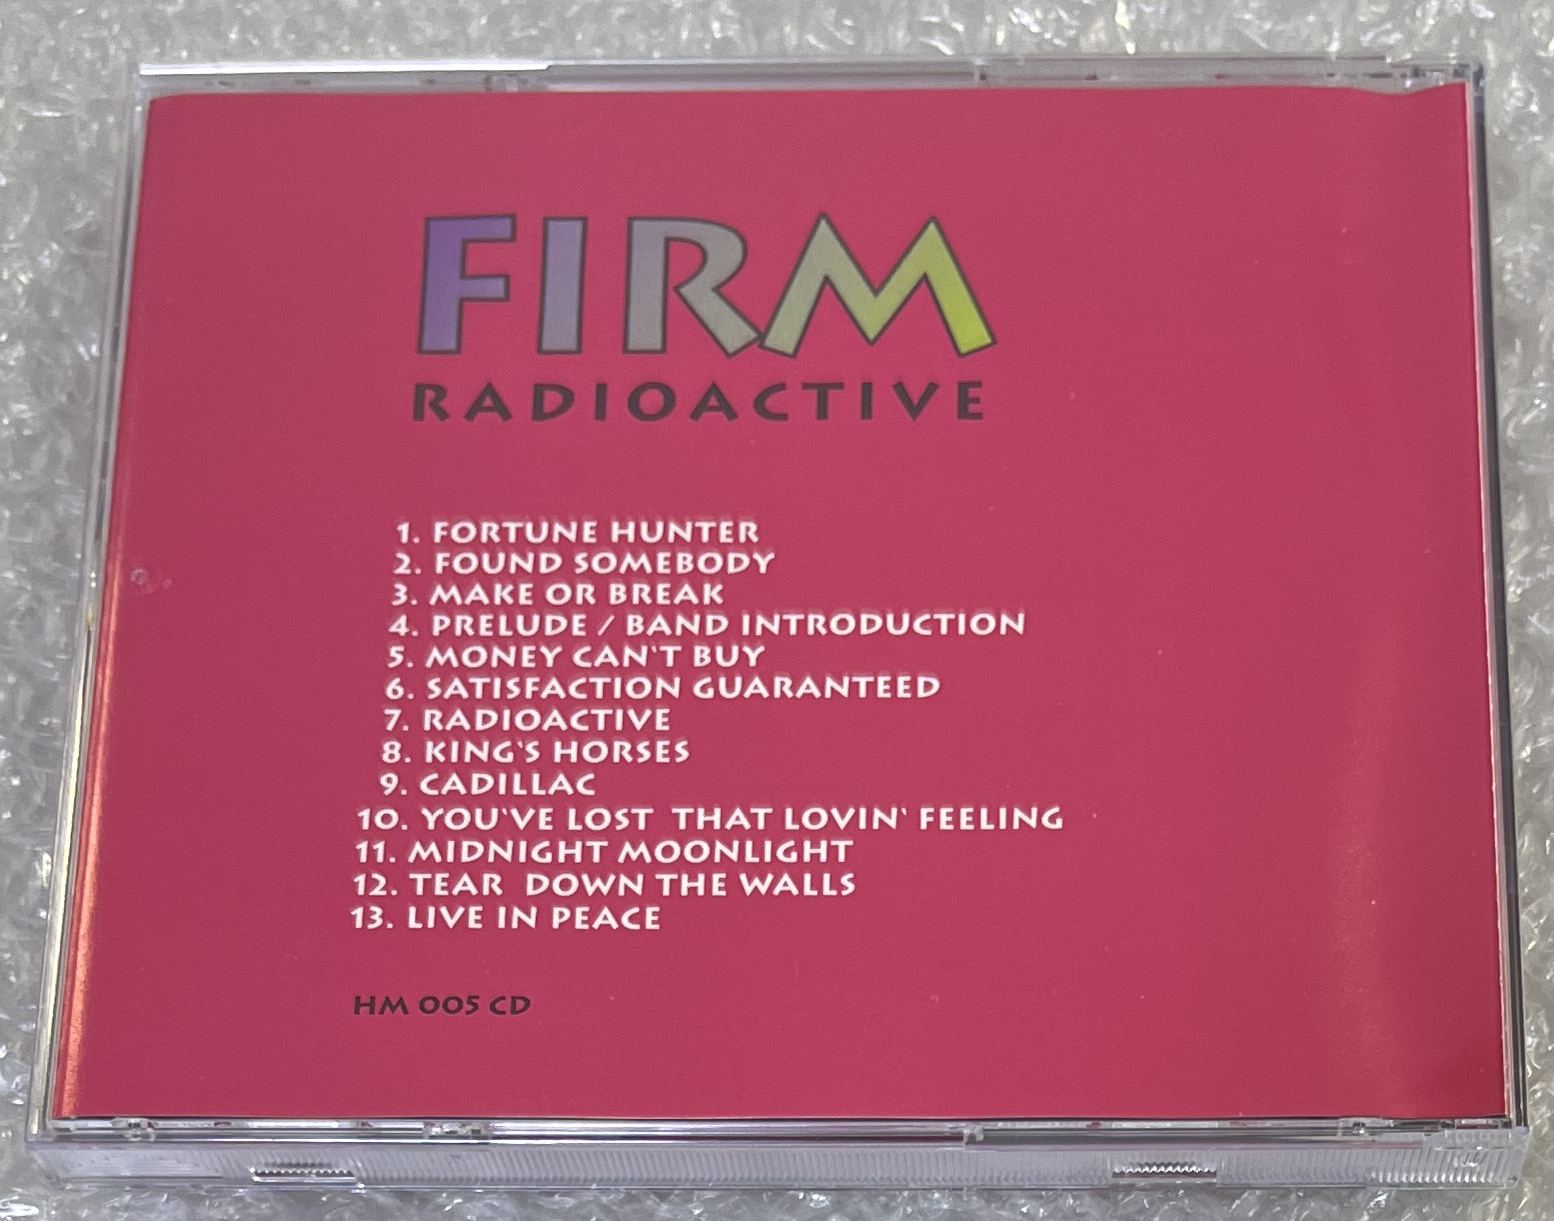 FIRM
RADIOACTIVE
1. FORTUNE HUNTER
2. FOUND SOMEBODY
3. MAKE OR BREAK
4. PRELUDE / BAND INTRODUCTION
5. MONEY CAN'T BUY
6. SATISFACTION GUARANTEED
7. RADIOACTIVE
8. KING'S HORSES
9. CADILLAC
10. YOU'VE LOST THAT LOVIN' FEELING
11. MIDNIGHT MOONLIGHT
12. TEAR DOWN THE WALLS
13. LIVE IN PEACE
HM 005 CD